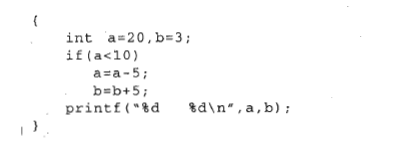 {
int a=20,b=3;
if(a<10)
a=a-5;
b=b+5;
printf("%d %d\n",a,b);
}